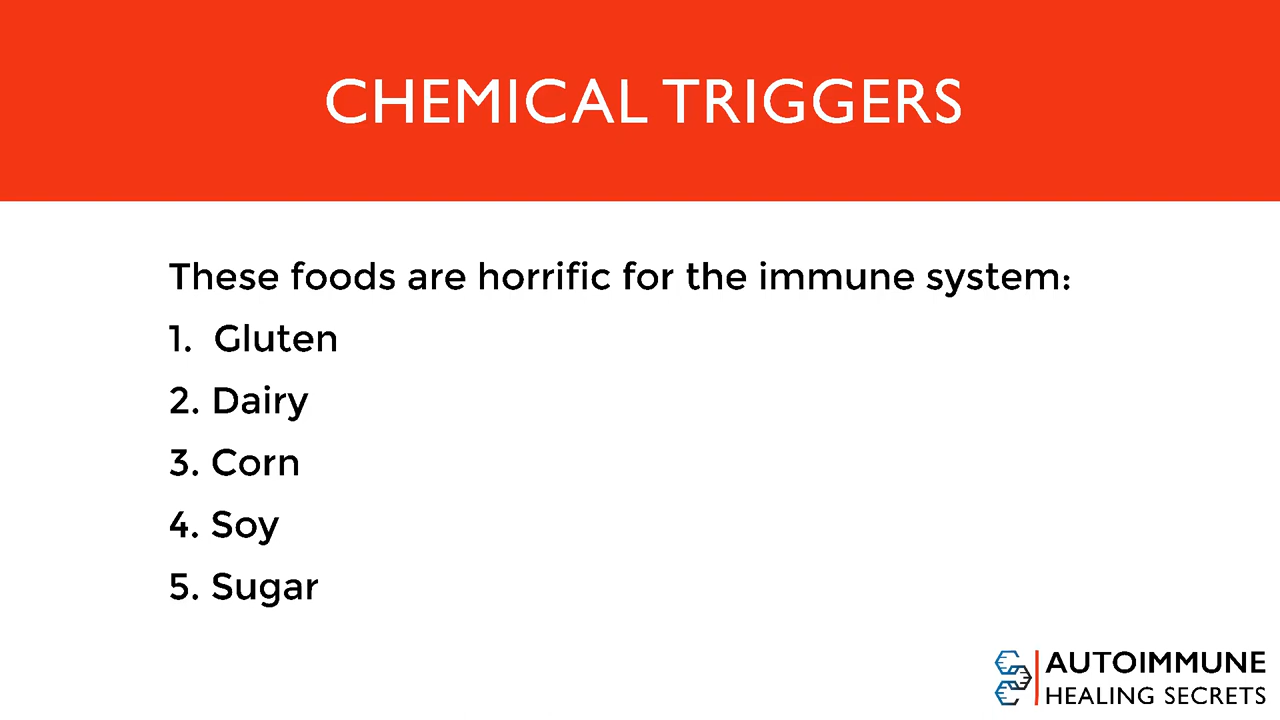 CHEMICAL TRIGGERS
These foods are horrific for the immune system:
1. Gluten
2. Dairy
3. Corn
4. Soy
5. Sugar
AUTOIMMUNE
HEALING SECRETS